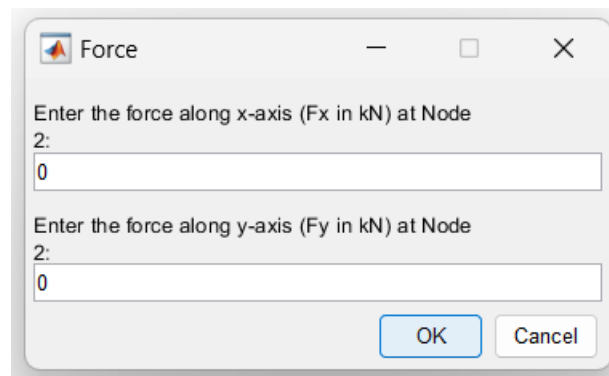 Force
Enter the force along x-axis (Fx in kN) at Node
2:
0
Enter the force along y-axis (Fy in kN) at Node
2:
0
OK Cancel